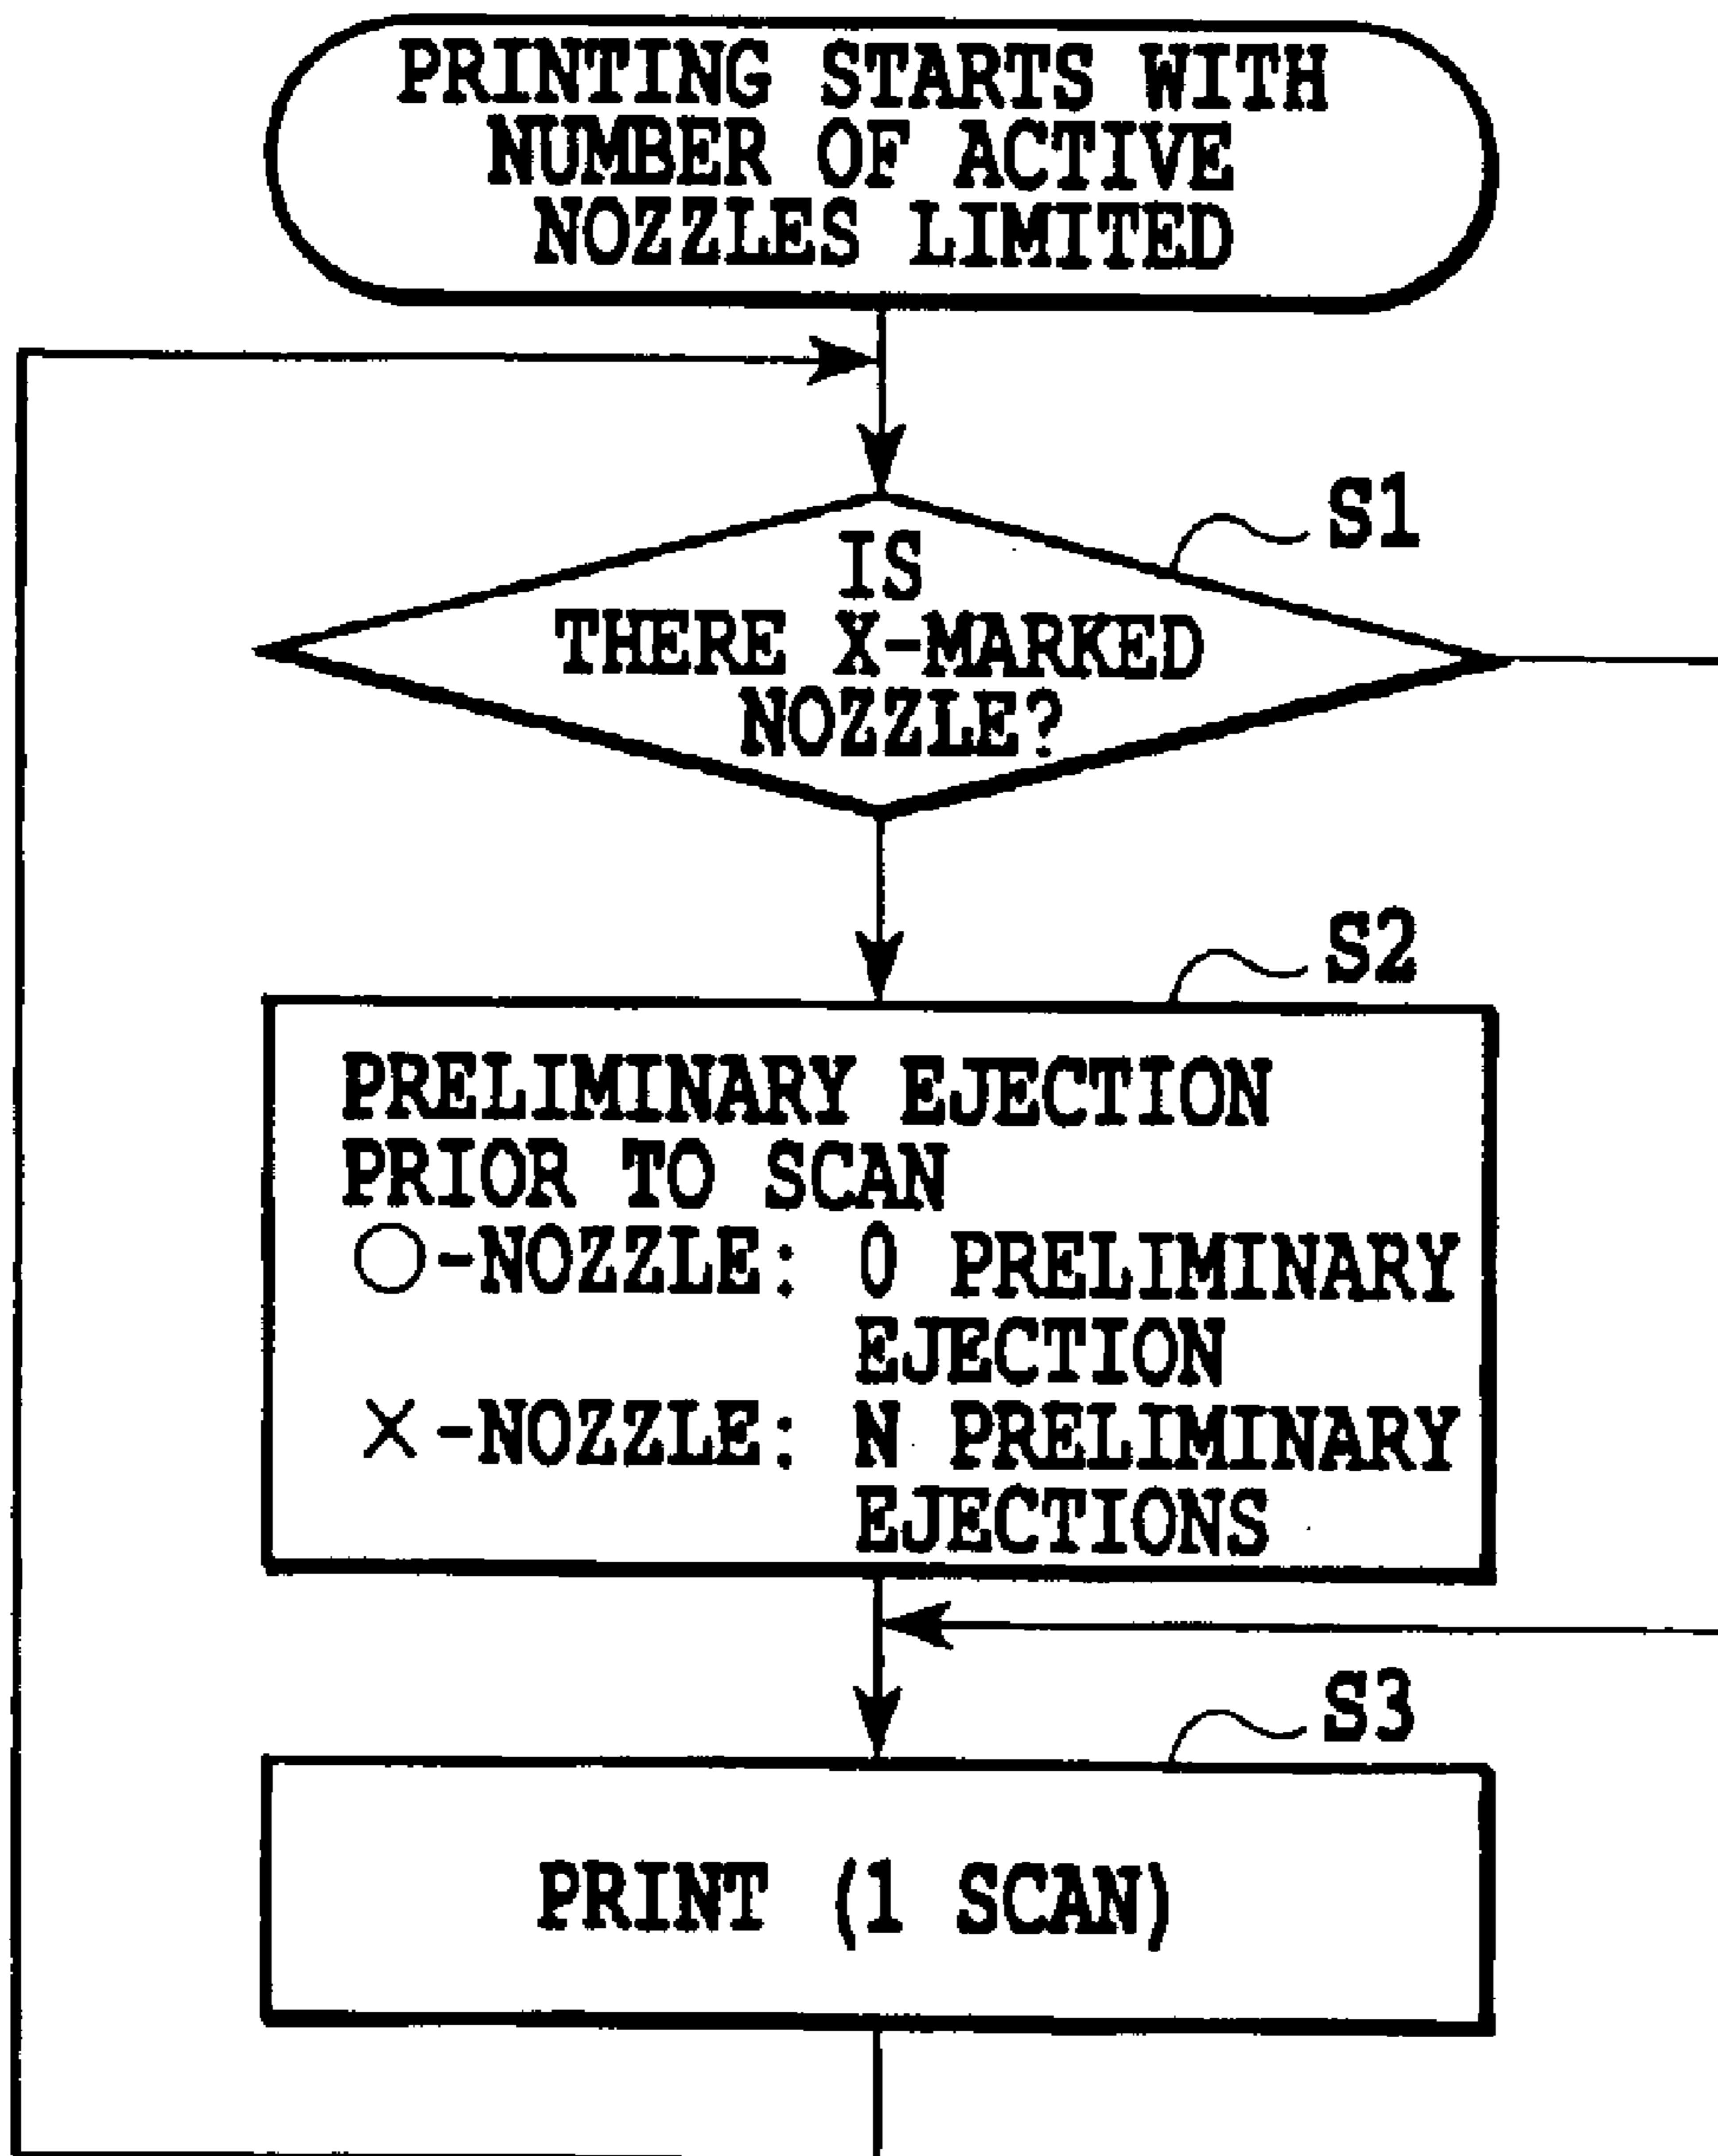 PRINTING STARTS WITH
NUMBER OF ACTIVE
NOZZLES LIMITED
S1
IS
THERE X-MARKED
NOZZLE?
S2
PRELIMINARY EJECTION
PRIOR TO SCAN
○-NOZZLE: 0 PRELIMINARY
EJECTION
×-NOZZLE: N PRELIMINARY
EJECTIONS
S3
PRINT (1 SCAN)